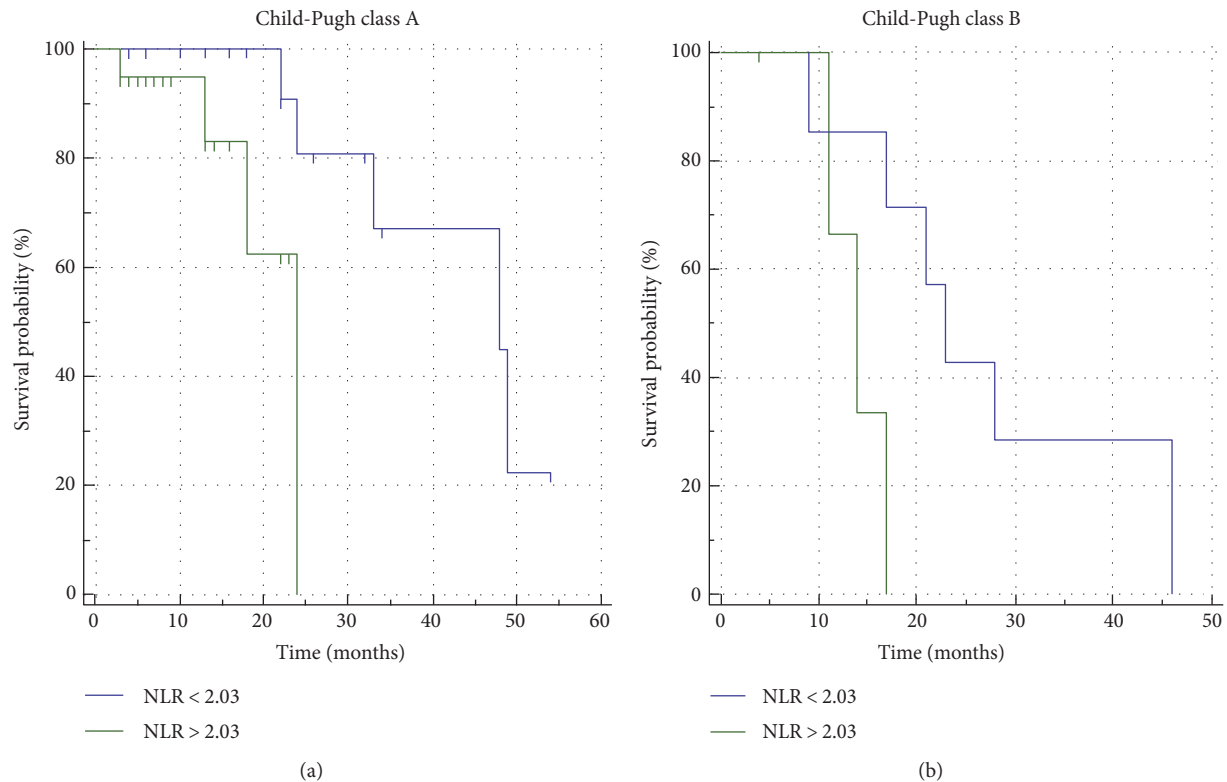 Child-Pugh class A
100
80
60
40
20
0
Survival probability (%)
0 10 20 30 40 50 60
Time (months)
NLR < 2.03
NLR > 2.03
(a)
Child-Pugh class B
100
80
60
40
20
0
Survival probability (%)
0 10 20 30 40 50
Time (months)
NLR < 2.03
NLR > 2.03
(b)